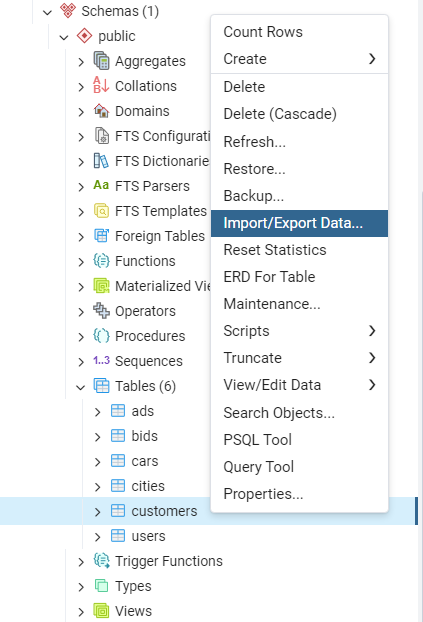 Schemas (1)
public
Aggregates
Collations
Domains
FTS Configurati
FTS Dictionaries
FTS Parsers
FTS Templates
Foreign Tables
Functions
Materialized Vie
Operators
Procedures
1..3 Sequences
Tables (6)
ads
bids
cars
cities
customers
users
Trigger Functions
Types
Views
Count Rows
Create
Delete
Delete (Cascade)
Refresh...
Restore...
Backup...
Import/Export Data...
Reset Statistics
ERD For Table
Maintenance...
Scripts
Truncate
View/Edit Data
Search Objects...
PSQL Tool
Query Tool
Properties...